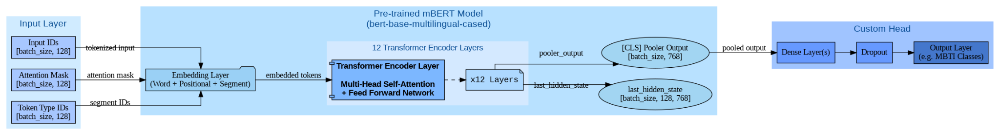 Input Layer
Input IDs
[batch_size, 128]
Attention Mask
[batch_size, 128]
Token Type IDs
[batch_size, 128]
tokenized input
attention mask
segment IDs
Pre-trained mBERT Model
(bert-base-multilingual-cased)
Embedding Layer
(Word + Positional + Segment)
embedded tokens
12 Transformer Encoder Layers
Transformer Encoder Layer
Multi-Head Self-Attention
+ Feed Forward Network
x12 Layers
pooler_output
last_hidden_state
[CLS] Pooler Output
[batch_size, 768]
last_hidden_state
[batch_size, 128, 768]
pooled output
Custom Head
Dense Layer(s)
Dropout
Output Layer
(e.g. MBTI Classes)